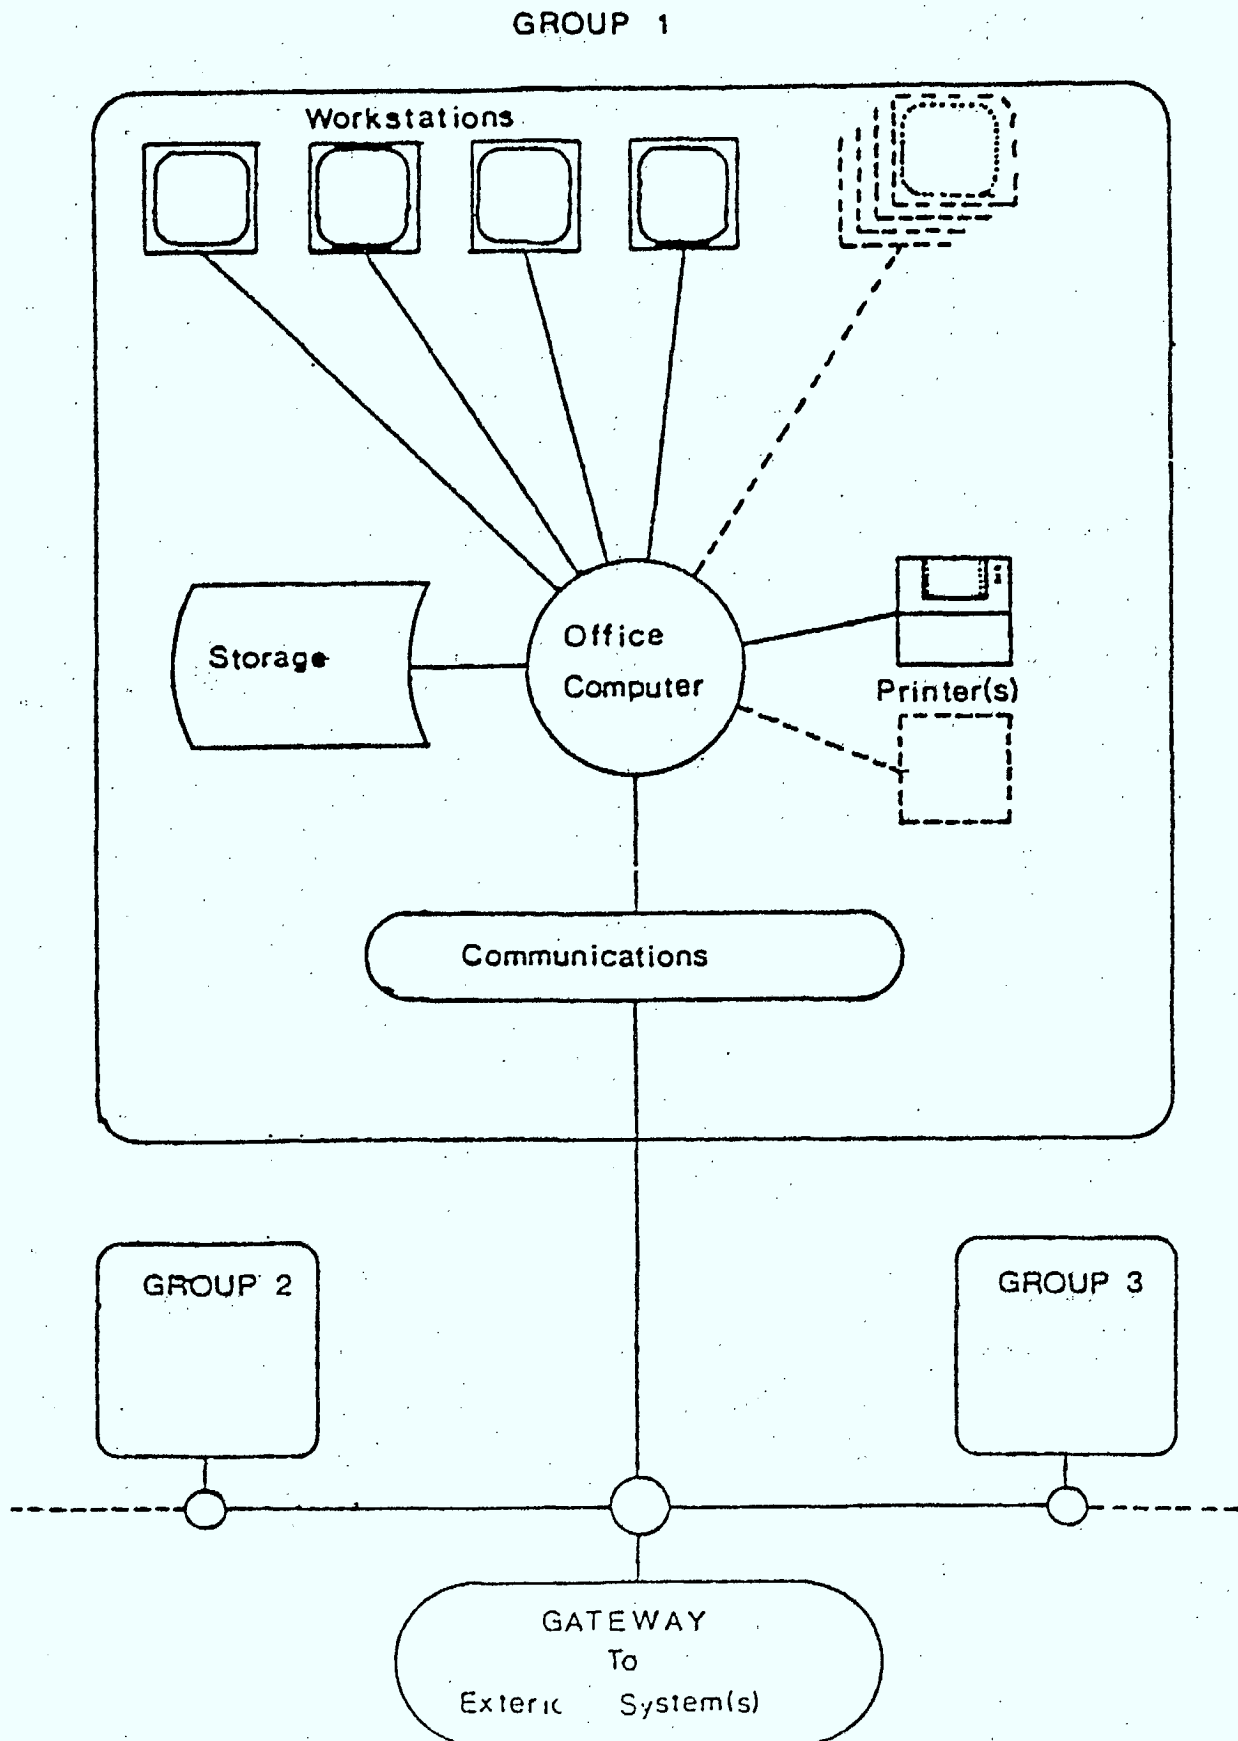 GROUP 1
Workstations
Office
Computer
Storage
Printer(s)
Communications
GROUP 2
GROUP 3
GATEWAY
To
System(s)